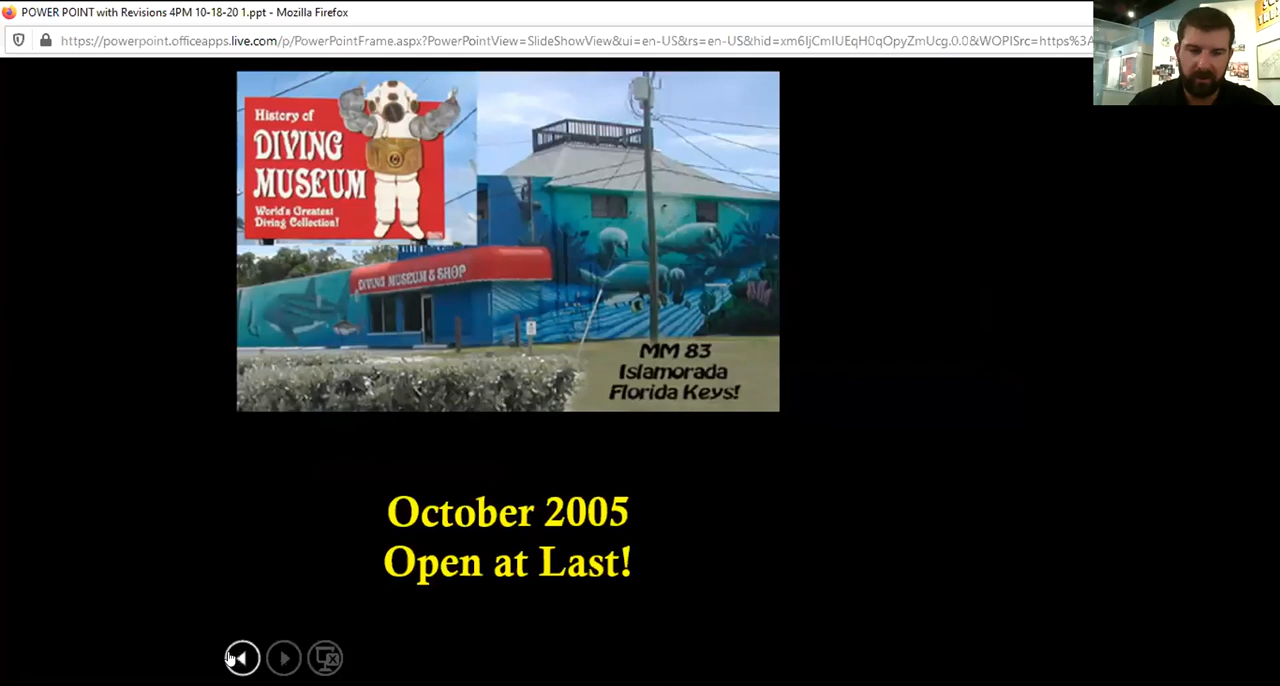 POWER POINT with Revisions 4PM 10-18-20 1.ppt - Mozilla Firefox
https://powerpoint.officeapps.live.com/p/PowerPointFrame.aspx?PowerPointView=SlideShowView&ui=en-US&rs=en-US&hid=xm6IjCmIUEqH0qOpyZmUcg.0.0&WOPISrc=https%3A
History of
DIVING
MUSEUM
World's Greatest
Diving Collection!
DIVING MUSEUM & SHOP
MM 83
Islamorada
Florida Keys!
October 2005
Open at Last!